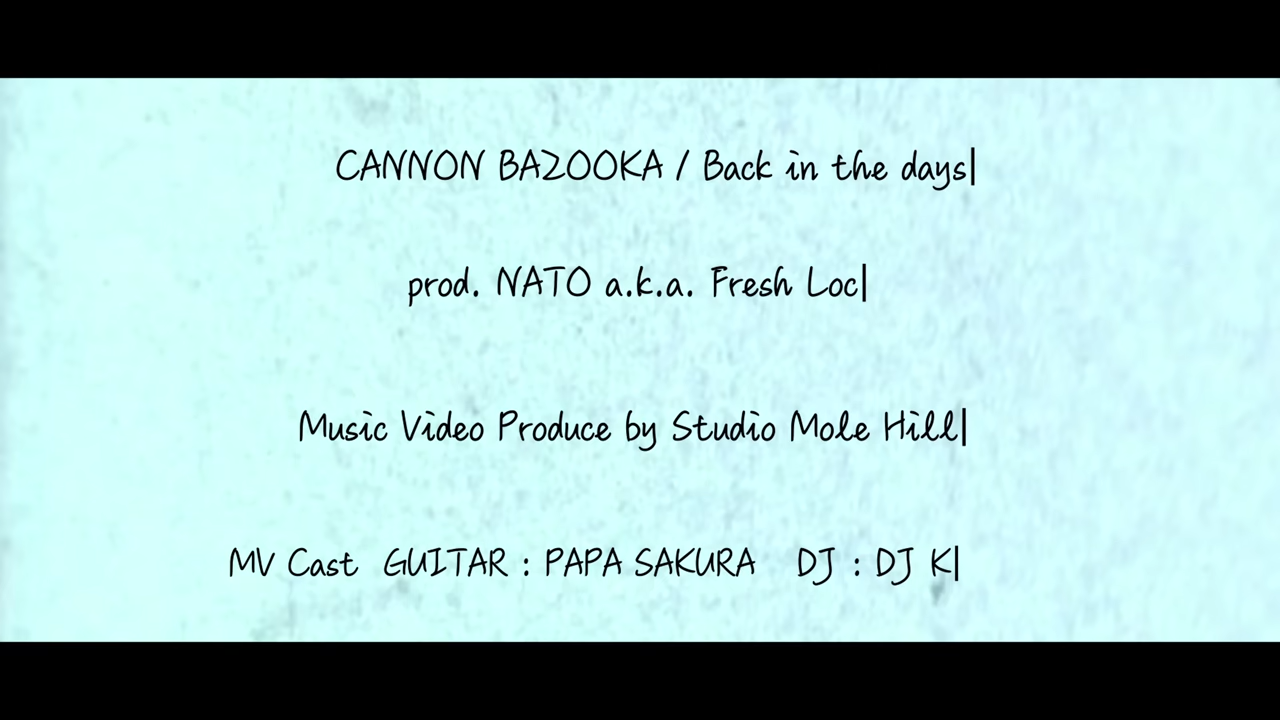 CANNON BAZOOKA / Back in the days|
prod. NATO a.k.a. Fresh Loc|
Music Video Produce by Studio Mole Hill|
MV Cast GUITAR : PAPA SAKURA DJ : DJ K|